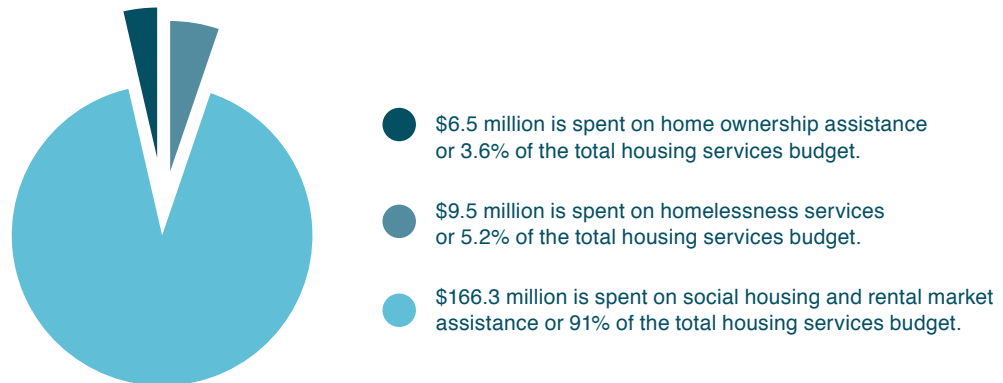 $6.5 million is spent on home ownership assistance
or 3.6% of the total housing services budget.
$9.5 million is spent on homelessness services
or 5.2% of the total housing services budget.
$166.3 million is spent on social housing and rental market
assistance or 91% of the total housing services budget.